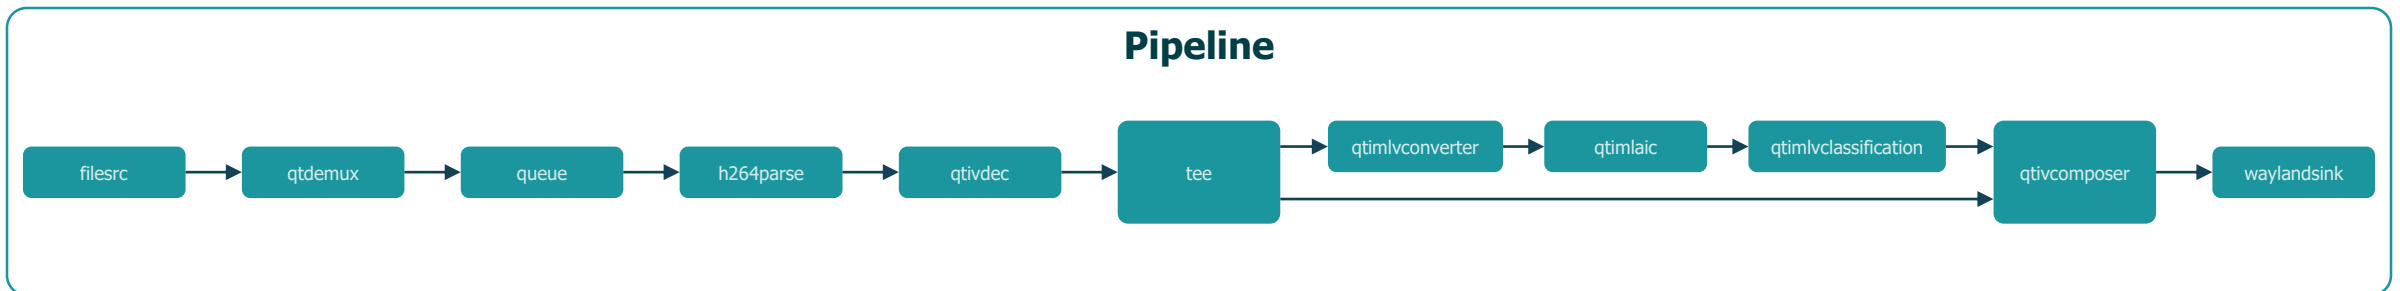 Pipeline
filesrc
qtdemux
queue
h264parse
qtivdec
tee
qtimlvconverter
qtimlaic
qtimlvclassification
qtivcomposer
waylandsink